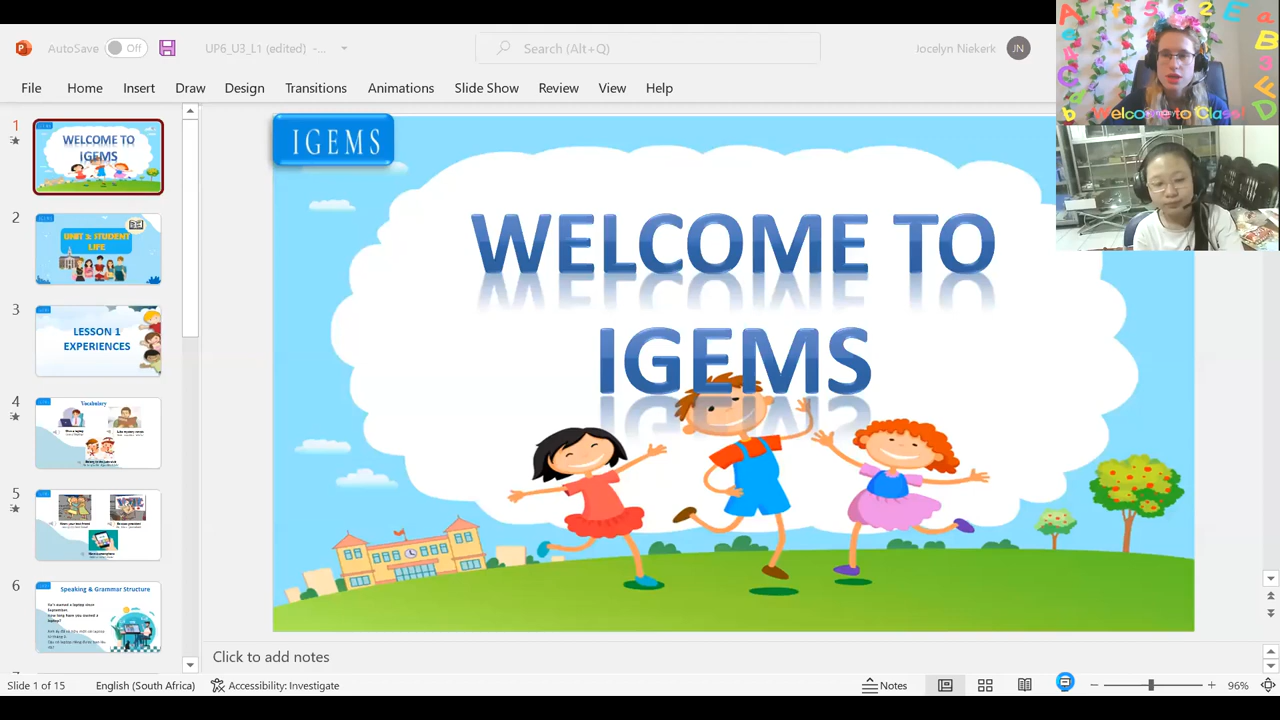 AutoSave Off UP6_U3_L1 (edited) -... Search (Alt+Q) Jocelyn Niekerk JN
File Home Insert Draw Design Transitions Animations Slide Show Review View Help
1
WELCOME TO
IGEMS
2
UNIT 3: STUDENT
LIFE
3
LESSON 1
EXPERIENCES
4
Vocabulary
5
6
Speaking & Grammar Structure
IGEMS
WELCOME TO
IGEMS
Welcome to Class!
Click to add notes
Slide 1 of 15 English (South Africa) Accessibility: Investigate Notes 96%